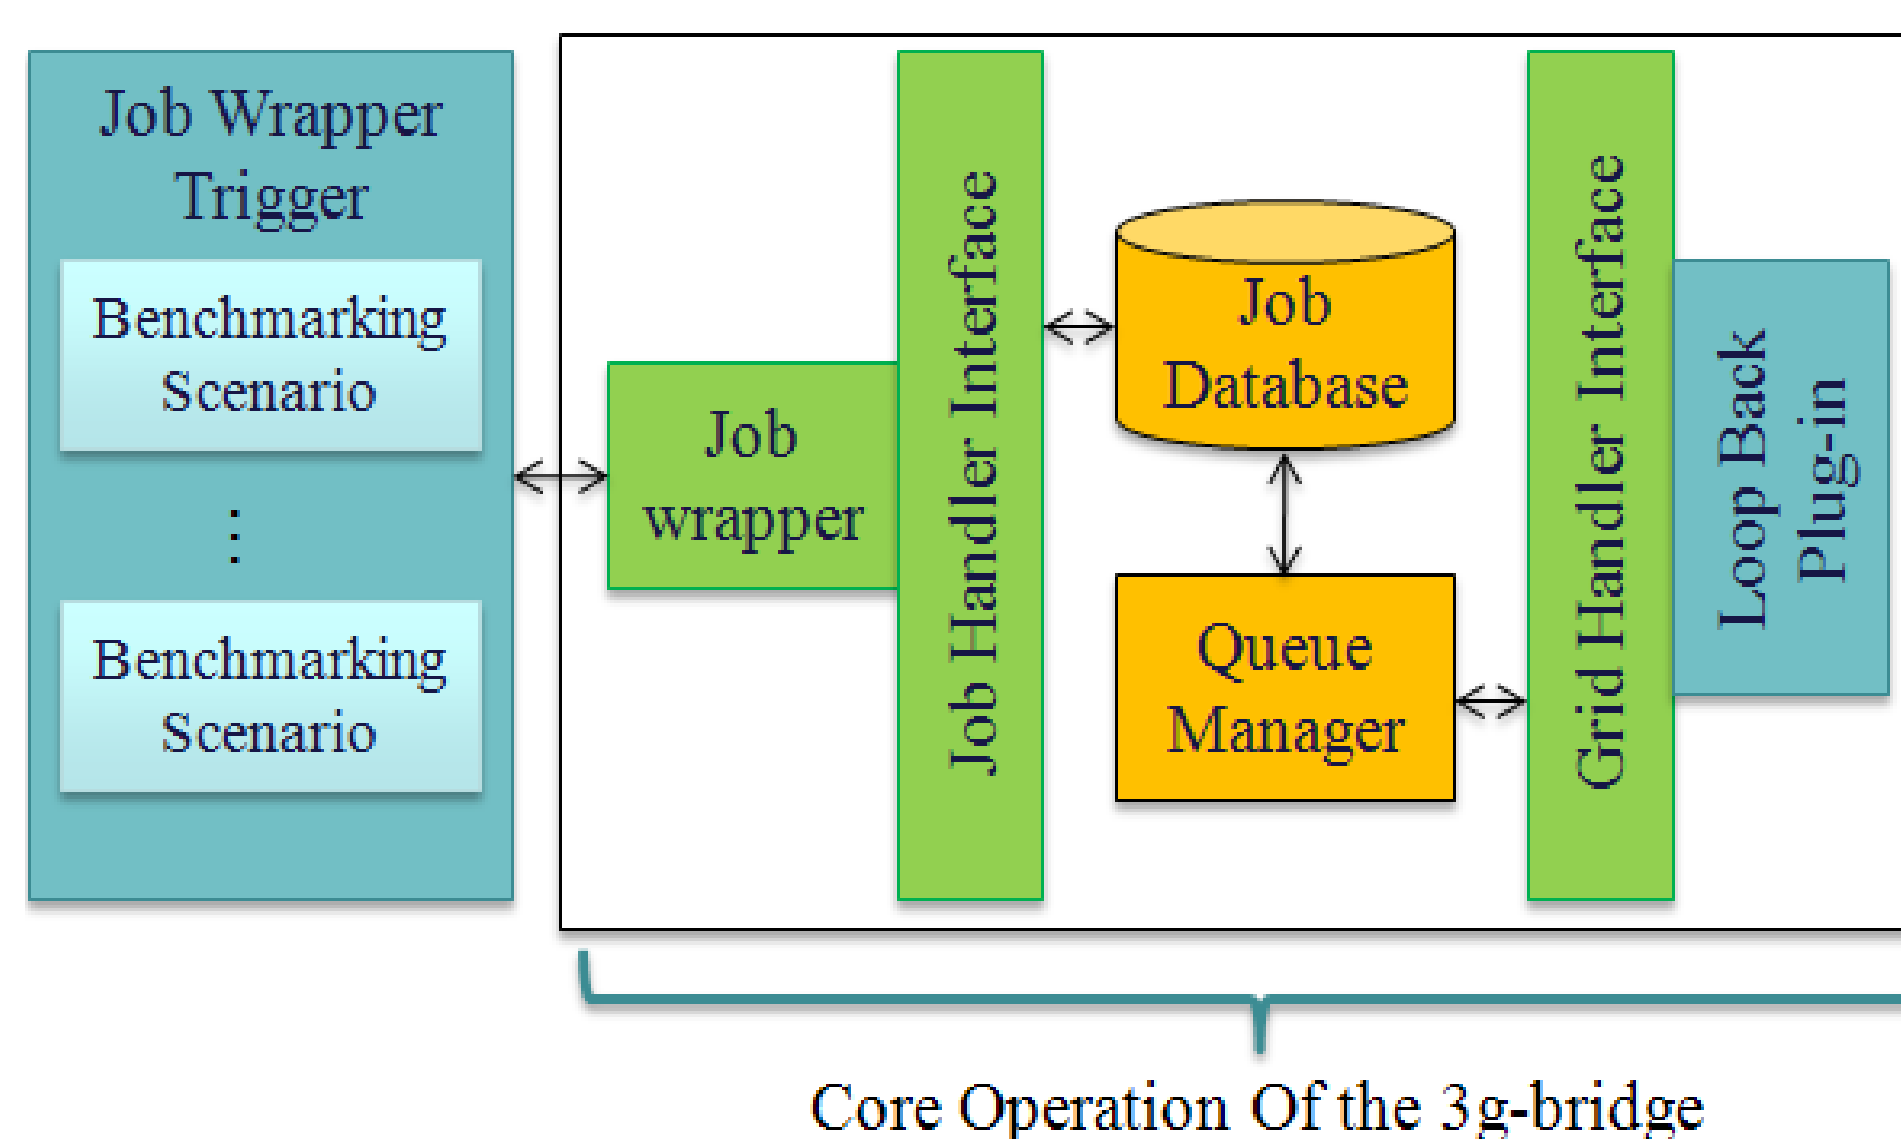 Job Wrapper
Trigger
Benchmarking
Scenario
⋮
Benchmarking
Scenario
Job
wrapper
Job Handler Interface
Job
Database
Queue
Manager
Grid Handler Interface
Loop Back
Plug-in
Core Operation Of the 3g-bridge